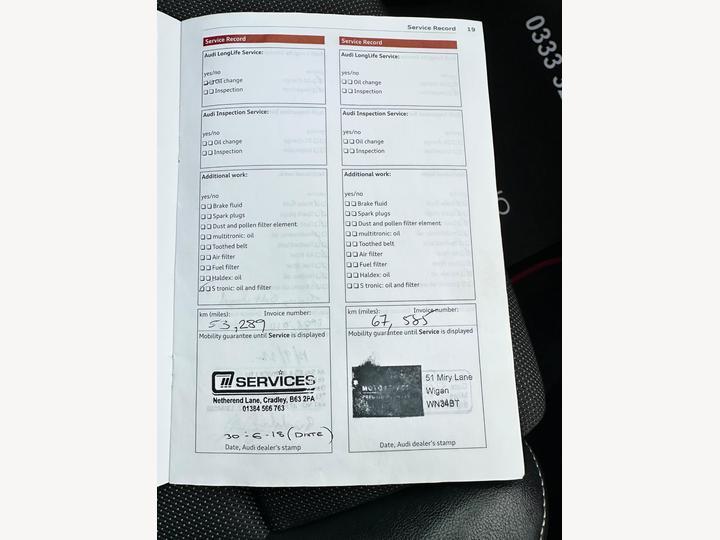 Service Record 19
Service Record
Audi LongLife Service:
yes/no
Oil change
Inspection
Audi Inspection Service:
yes/no
Oil change
Inspection
Additional work:
yes/no
Brake fluid
Spark plugs
Dust and pollen filter element
multitronic: oil
Toothed belt
Air filter
Fuel filter
Haldex: oil
S tronic: oil and filter
km (miles): Invoice number:
53,289
Mobility guarantee until Service is displayed
SERVICES
Netherend Lane, Cradley, B63 2FA
01384 566 763
30-6-18 (DATE)
Date, Audi dealer's stamp
Service Record
Audi LongLife Service:
yes/no
Oil change
Inspection
Audi Inspection Service:
yes/no
Oil change
Inspection
Additional work:
yes/no
Brake fluid
Spark plugs
Dust and pollen filter element
multitronic: oil
Toothed belt
Air filter
Fuel filter
Haldex: oil
S tronic: oil and filter
km (miles): Invoice number:
67,585
Mobility guarantee until Service is displayed
51 Miry Lane
Wigan
WN34BT
Date, Audi dealer's stamp
0333 3